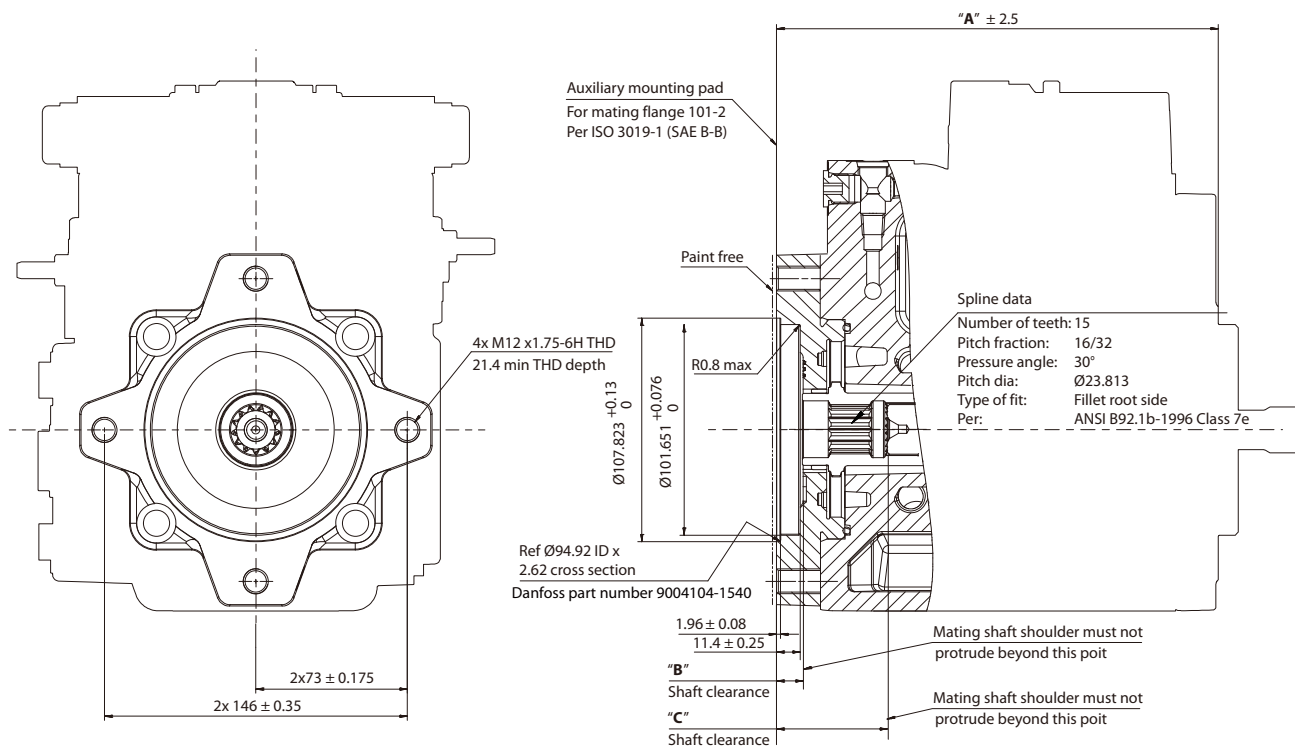 "A" ± 2.5
Auxiliary mounting pad
For mating flange 101-2
Per ISO 3019-1 (SAE B-B)
Paint free
Spline data
Number of teeth: 15
Pitch fraction: 16/32
Pressure angle: 30°
Pitch dia: Ø23.813
Type of fit: Fillet root side
Per: ANSI B92.1b-1996 Class 7e
4x M12 x1.75-6H THD
21.4 min THD depth
R0.8 max
Ø107.823 +0.13 0
Ø101.651 +0.076 0
Ref Ø94.92 ID x
2.62 cross section
Danfoss part number 9004104-1540
1.96 ± 0.08
11.4 ± 0.25
"B"
Shaft clearance
"C"
Shaft clearance
Mating shaft shoulder must not
protrude beyond this poit
Mating shaft shoulder must not
protrude beyond this poit
2x73 ± 0.175
2x 146 ± 0.35